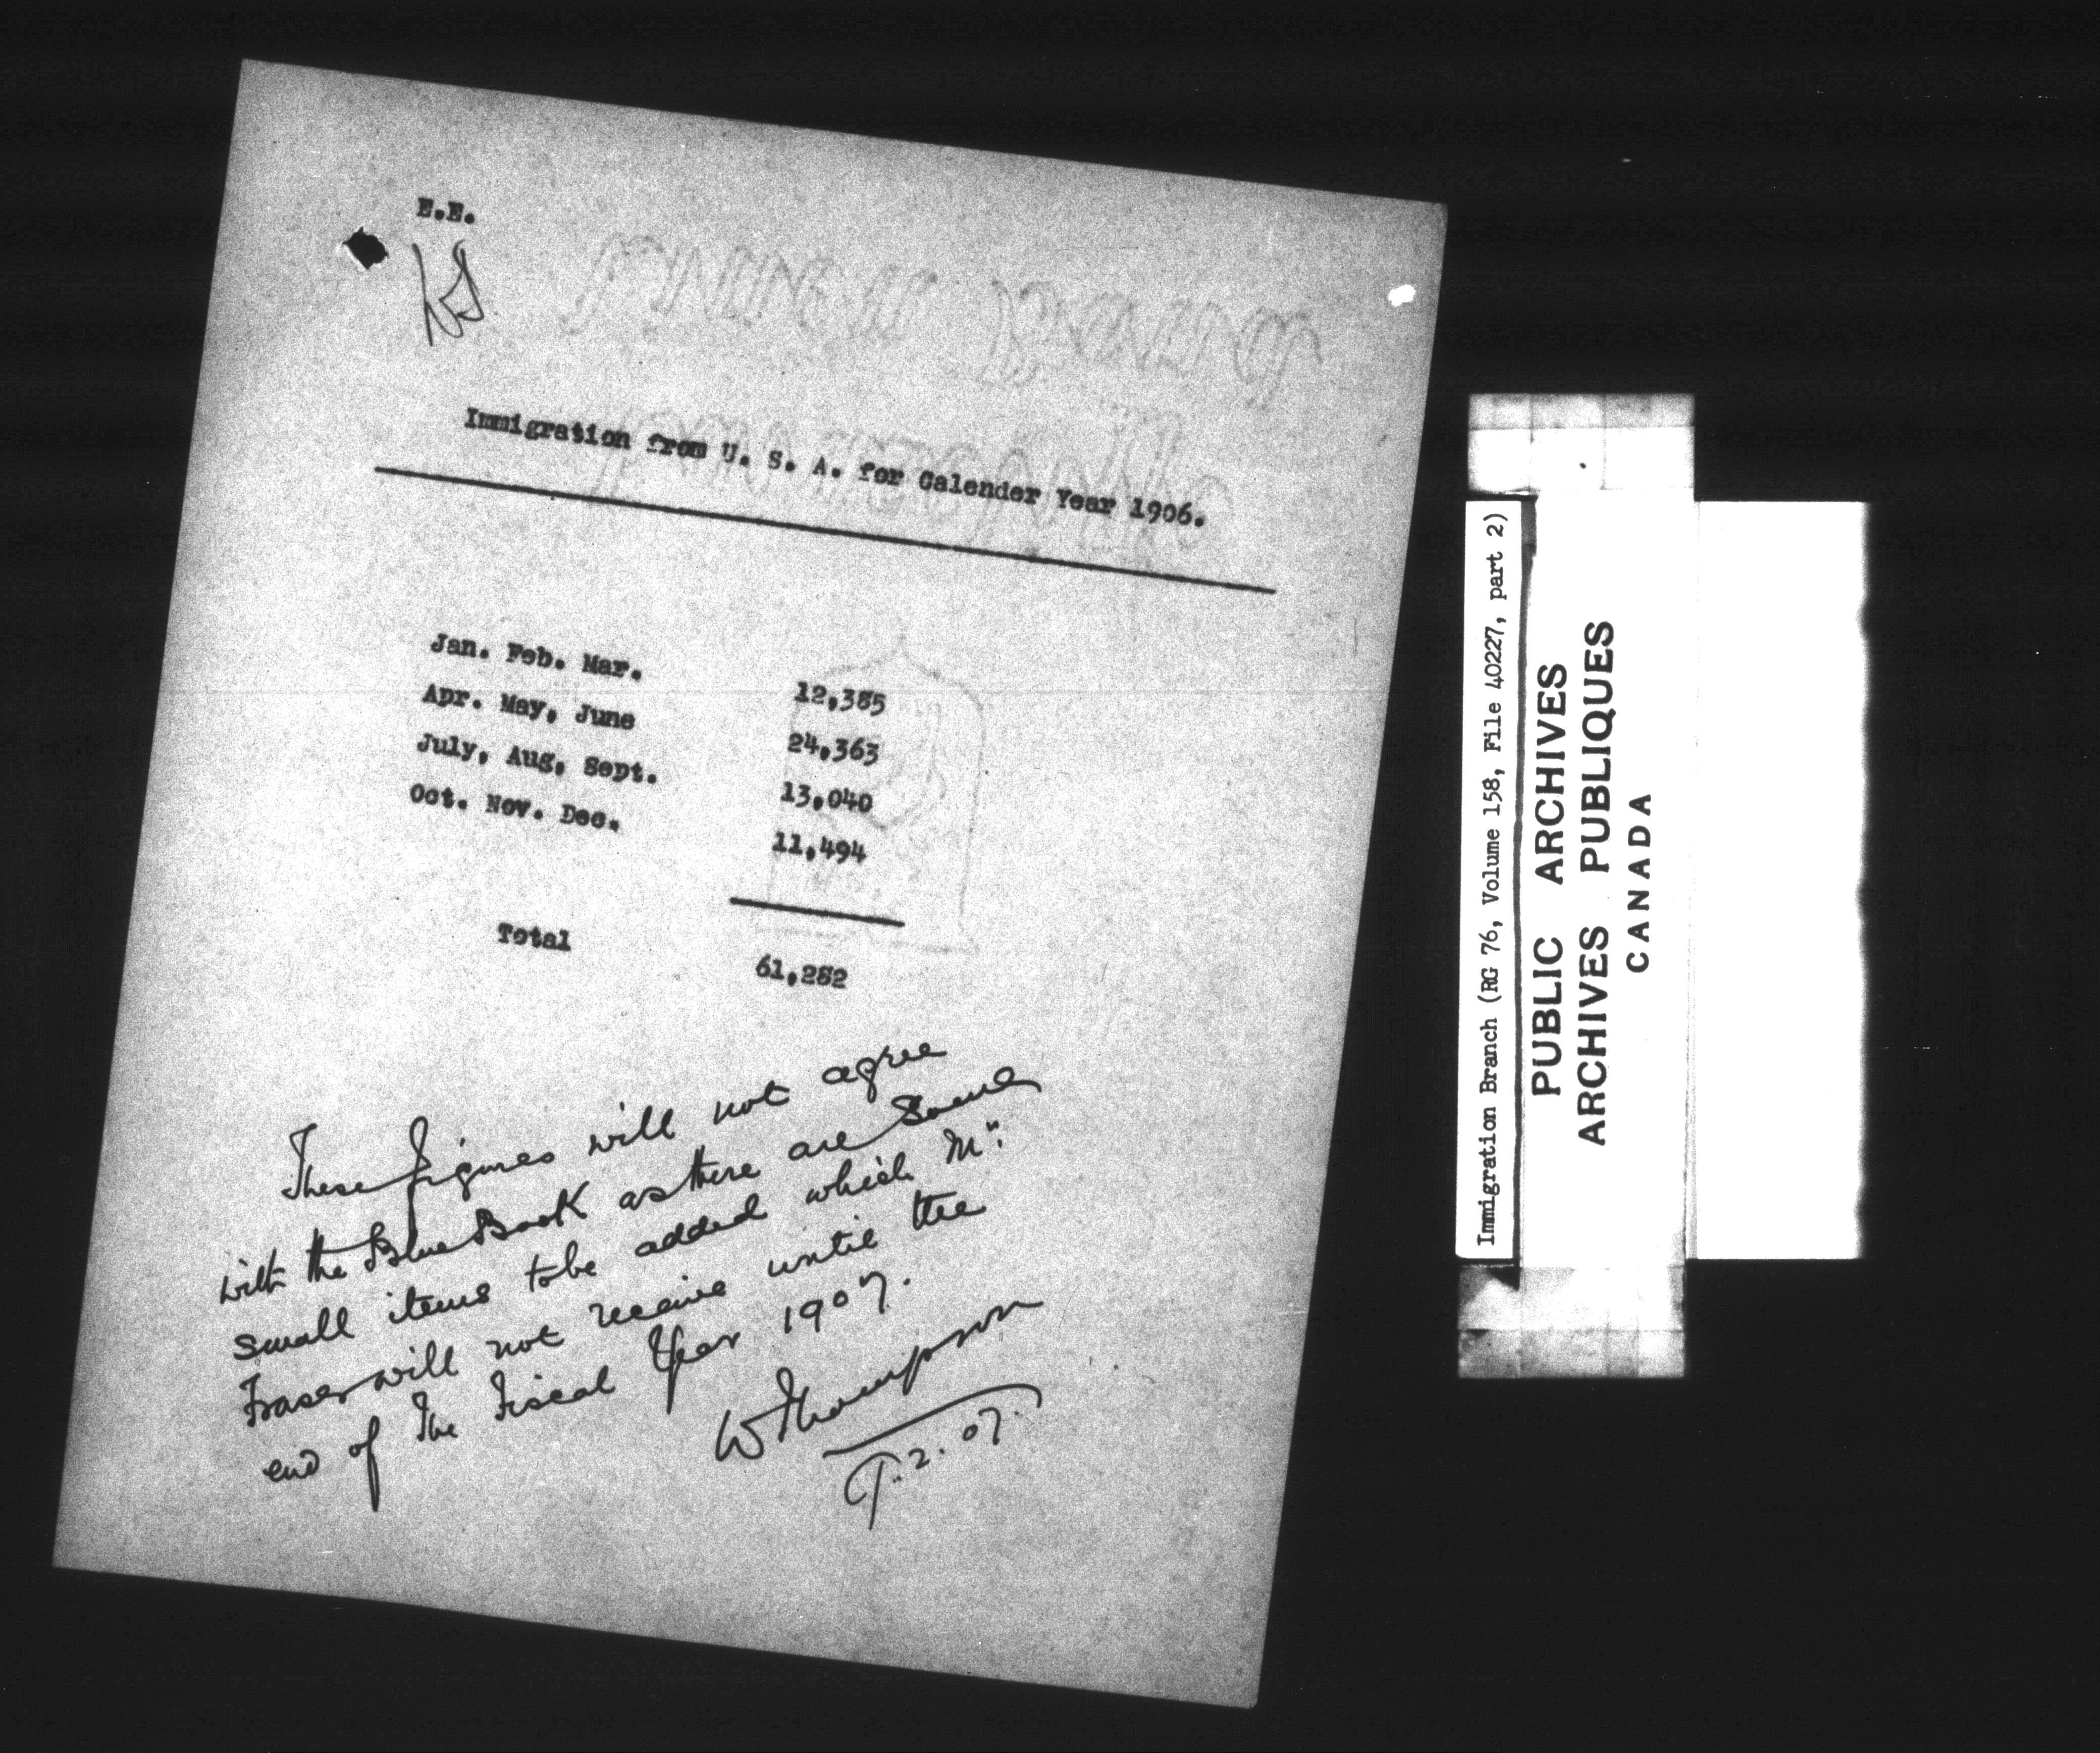 E.E.
Immigration from U. S. A. for Calender Year 1906.
Jan. Feb. Mar. 12,385
Apr. May, June 24,363
July, Aug, Sept. 13,040
Oct. Nov. Dec. 11,494
Total 61,282
These figures will not agree
with the Blue Book as there are some
small items to be added which Mr.
Fraser will not receive until the
end of the Fiscal Year 1907.
W Thompson
2.07.
Immigration Branch (RG 76, Volume 158, File 40227, part 2)
PUBLIC ARCHIVES
ARCHIVES PUBLIQUES
CANADA